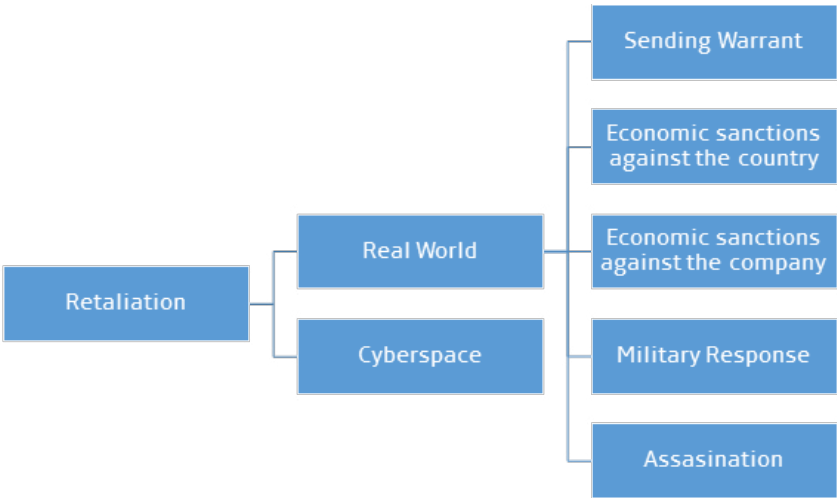 Retaliation
Real World
Cyberspace
Sending Warrant
Economic sanctions
against the country
Economic sanctions
against the company
Military Response
Assasination